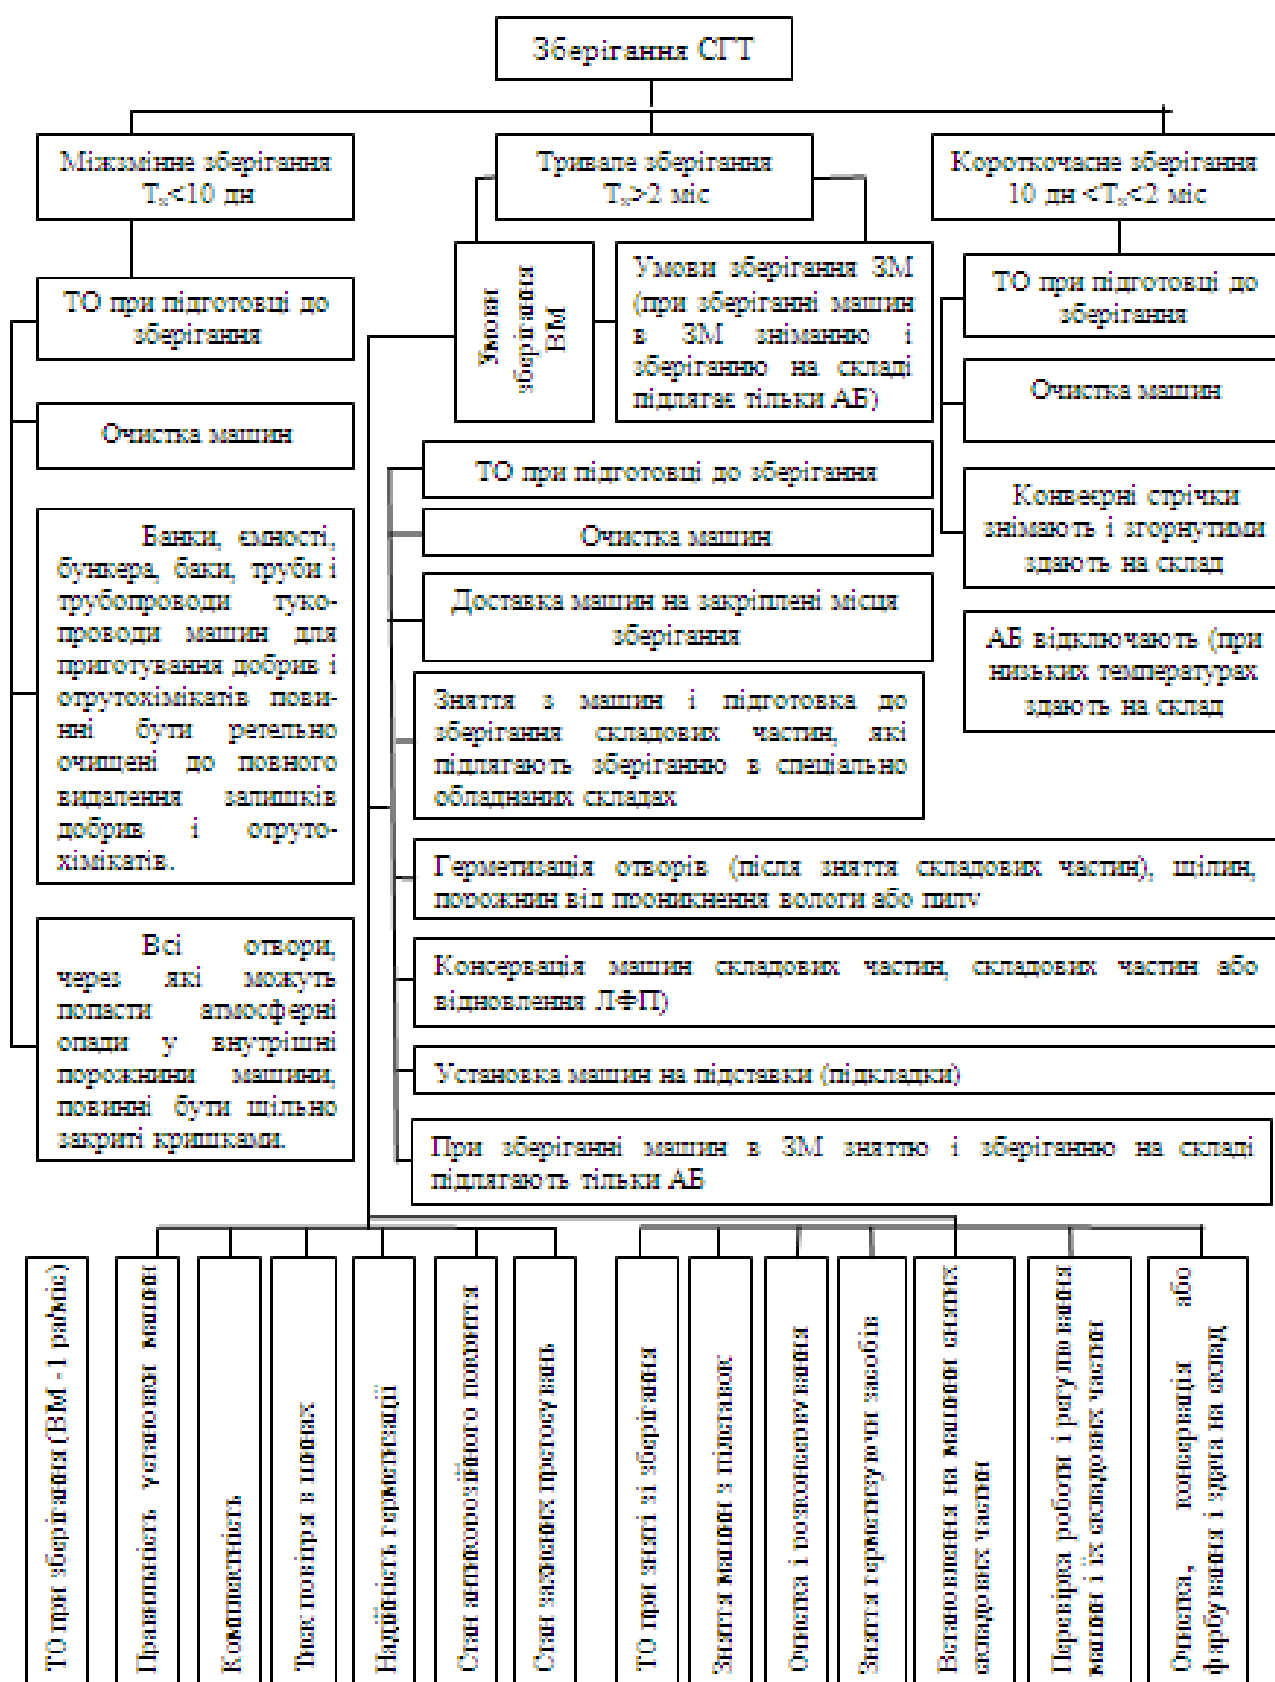 Зберігання СГТ
Міжзмінне зберігання
Тх<10 дн
Тривале зберігання
Тх>2 міс
Короткочасне зберігання
10 дн <Тх<2 міс
ТО при підготовці до
зберігання
Очистка машин
Банки, ємності,
бункера, баки, труби і
трубопроводи туко-
проводи машин для
приготування добрив і
отрутохімікатів пови-
нні бути ретельно
очищені до повного
видалення залишків
добрив і отруто-
хімікатів.
Всі отвори,
через які можуть
попасти атмосферні
опади у внутрішні
порожнини машини,
повинні бути щільно
закриті кришками.
Умови
зберігання
ВМ
Умови зберігання ЗМ
(при зберіганні машин
в ЗМ зніманню і
зберіганню на складі
підлягає тільки АБ)
ТО при підготовці до зберігання
Очистка машин
Доставка машин на закріплені місця
зберігання
Зняття з машин і підготовка до
зберігання складових частин, які
підлягають зберіганню в спеціально
обладнаних складах
Герметизація отворів (після зняття складових частин), щілин,
порожнин від проникнення вологи або пилу
Консервація машин складових частин, складових частин або
відновлення ЛФП)
Установка машин на підставки (підкладки)
При зберіганні машин в ЗМ зняттю і зберіганню на складі
підлягають тільки АБ
ТО при підготовці до
зберігання
Очистка машин
Конвеєрні стрічки
знімають і згорнутими
здають на склад
АБ відключають (при
низьких температурах
здають на склад
ТО при зберігання (ВМ - 1 ра/міс)
Правильність установки машин
Комплектність
Тиск повітря в шинах
Надійність герметизації
Стан антикорозійного покриття
Стан захисних пристосувань
ТО при зняті зі зберігання
Зняття машин з підставок
Очистка і розконсервування
Зняття герметизуючи засобів
Встановлення на машини снятих
складових частин
Перевірка роботи і регулювання
машин і їх складових частин
Очистка, консервація або
фарбування і здача на склад